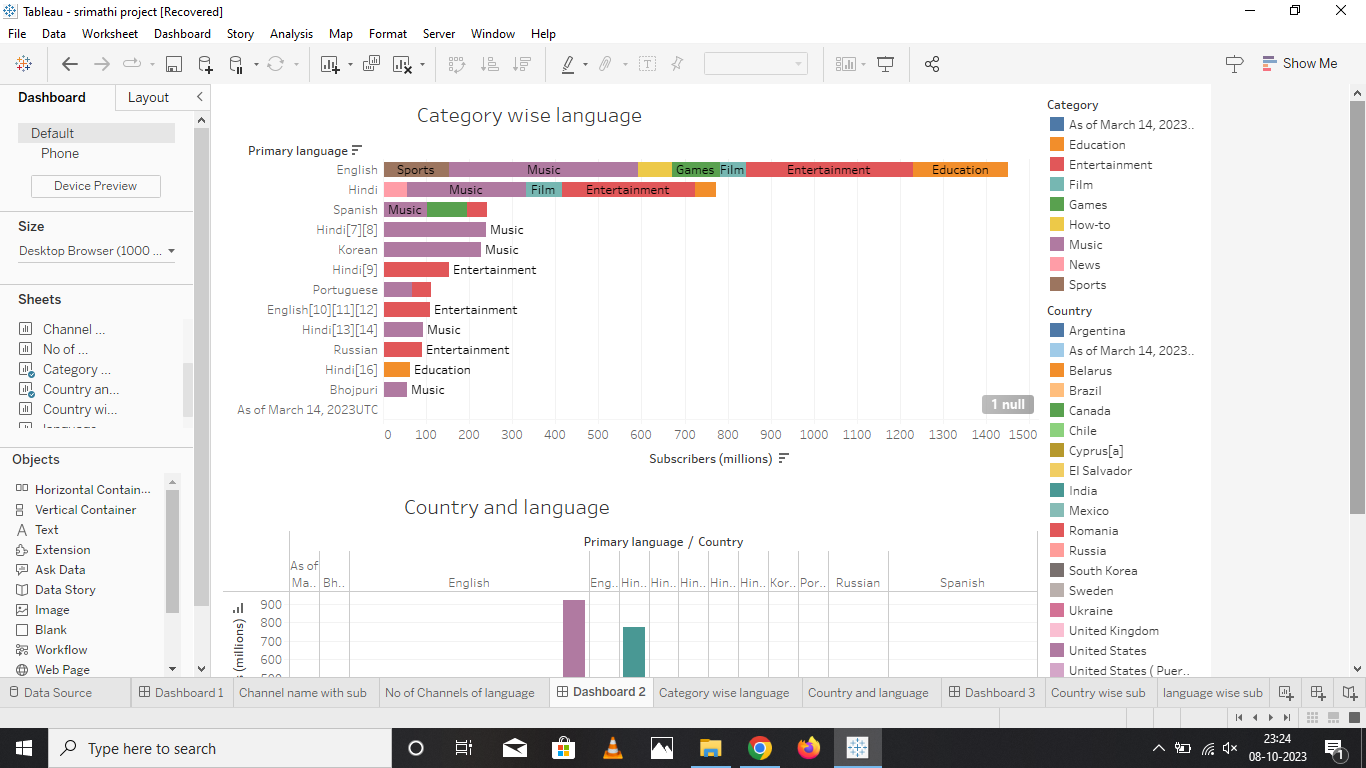 Tableau - srimathi project [Recovered]
File Data Worksheet Dashboard Story Analysis Map Format Server Window Help
Show Me
Dashboard Layout
Default
Phone
Device Preview
Size
Desktop Browser (1000 ...
Sheets
Channel ...
No of ...
Category ...
Country an...
Country wi...
Objects
Horizontal Contain...
Vertical Container
Text
Extension
Ask Data
Data Story
Image
Blank
Workflow
Web Page
Category wise language
Primary language
English Sports Music Games Film Entertainment Education
Hindi Music Film Entertainment
Spanish Music
Hindi[7][8] Music
Korean Music
Hindi[9] Entertainment
Portuguese
English[10][11][12] Entertainment
Hindi[13][14] Music
Russian Entertainment
Hindi[16] Education
Bhojpuri Music
As of March 14, 2023UTC
1 null
0 100 200 300 400 500 600 700 800 900 1000 1100 1200 1300 1400 1500
Subscribers (millions)
Country and language
Primary language / Country
As of
Ma.. Bh.. English Eng.. Hin.. Hin.. Hin.. Hin.. Hin.. Kor.. Por.. Russian Spanish
900
800
700
600
(millions)
Category
As of March 14, 2023..
Education
Entertainment
Film
Games
How-to
Music
News
Sports
Country
Argentina
As of March 14, 2023..
Belarus
Brazil
Canada
Chile
Cyprus[a]
El Salvador
India
Mexico
Romania
Russia
South Korea
Sweden
Ukraine
United Kingdom
United States
United States ( Puer..
Data Source Dashboard 1 Channel name with sub No of Channels of language Dashboard 2 Category wise language Country and language Dashboard 3 Country wise sub language wise sub
Type here to search
23:24
08-10-2023
1